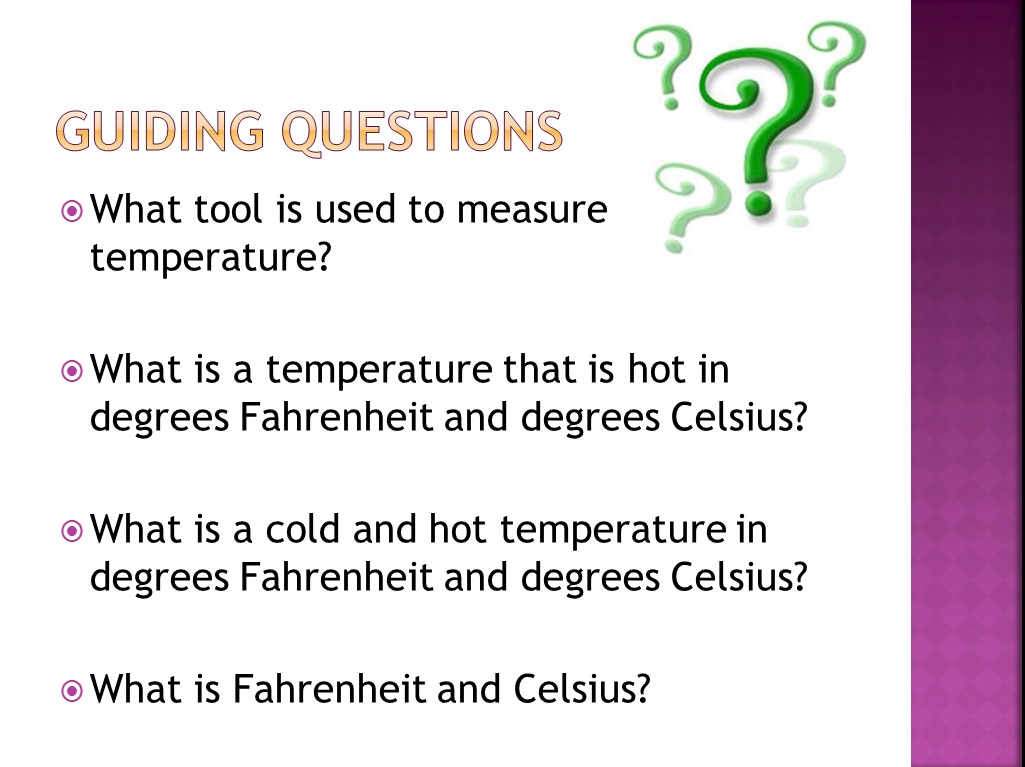 GUIDING QUESTIONS
What tool is used to measure
temperature?
What is a temperature that is hot in
degrees Fahrenheit and degrees Celsius?
What is a cold and hot temperature in
degrees Fahrenheit and degrees Celsius?
What is Fahrenheit and Celsius?